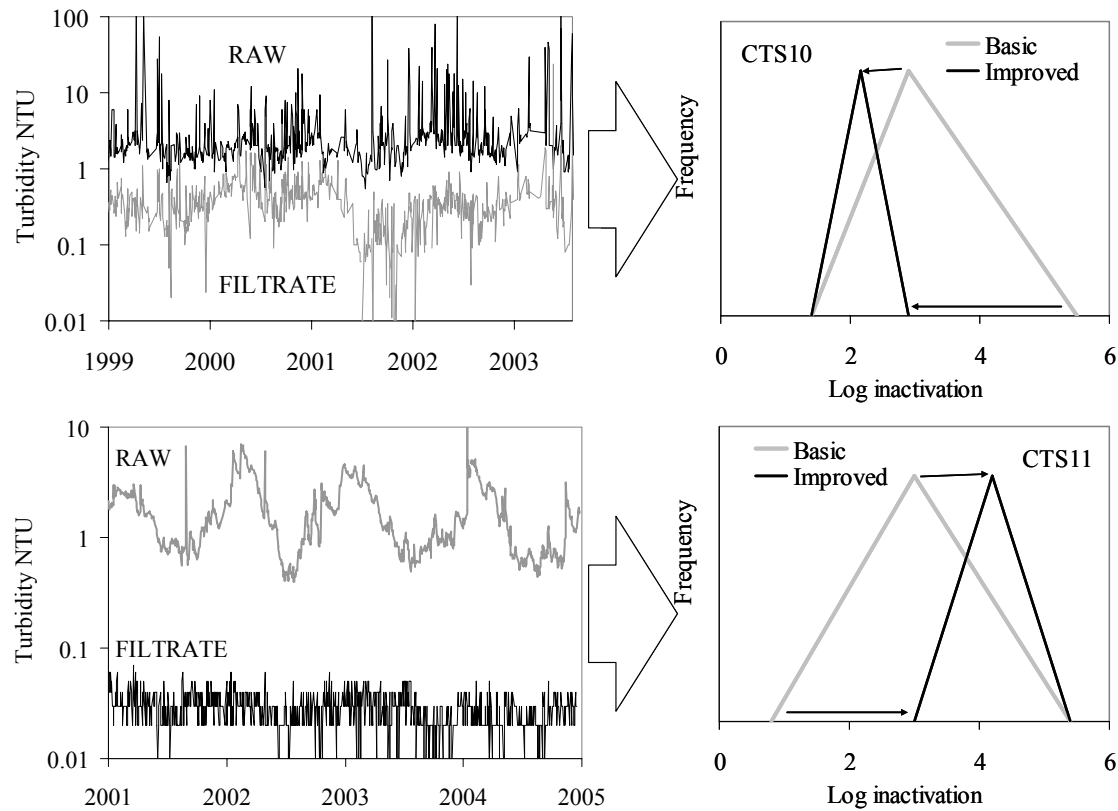 100
10
1
0.1
0.01
Turbidity NTU
RAW
FILTRATE
1999
2000
2001
2002
2003
CTS10
Basic
Improved
Frequency
0
2
4
6
Log inactivation
10
1
0.1
0.01
Turbidity NTU
RAW
FILTRATE
2001
2002
2003
2004
2005
Basic
Improved
CTS11
Frequency
0
2
4
6
Log inactivation